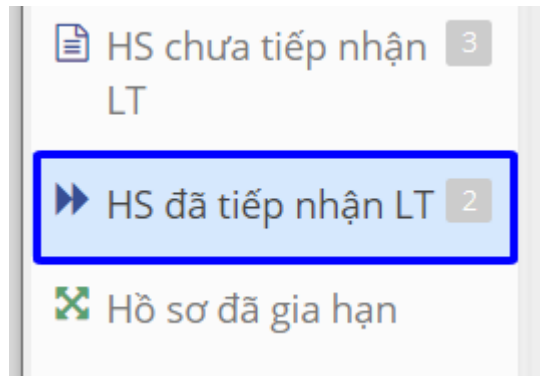 HS chưa tiếp nhận 3
LT
HS đã tiếp nhận LT 2
Hồ sơ đã gia hạn